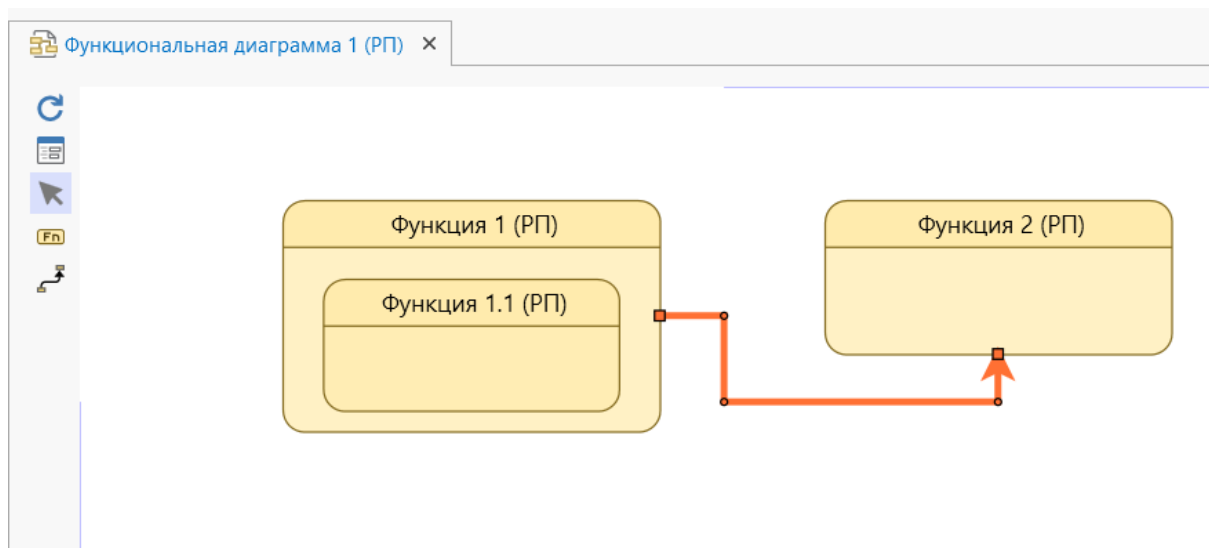 Функциональная диаграмма 1 (РП)
Fn
Функция 1 (РП)
Функция 2 (РП)
Функция 1.1 (РП)